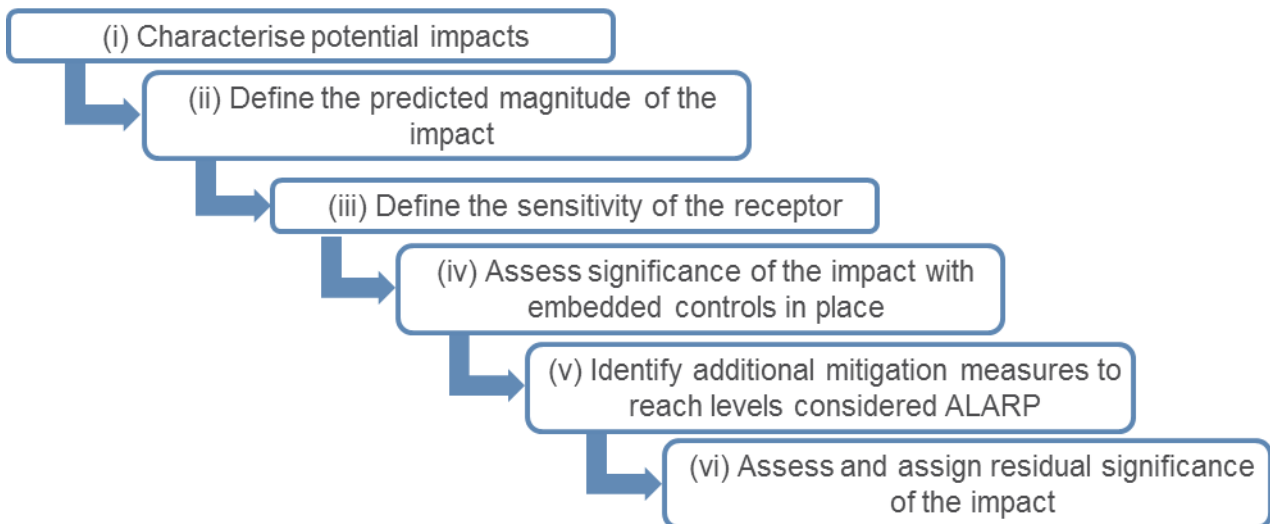 (i) Characterise potential impacts
(ii) Define the predicted magnitude of the
impact
(iii) Define the sensitivity of the receptor
(iv) Assess significance of the impact with
embedded controls in place
(v) Identify additional mitigation measures to
reach levels considered ALARP
(vi) Assess and assign residual significance
of the impact